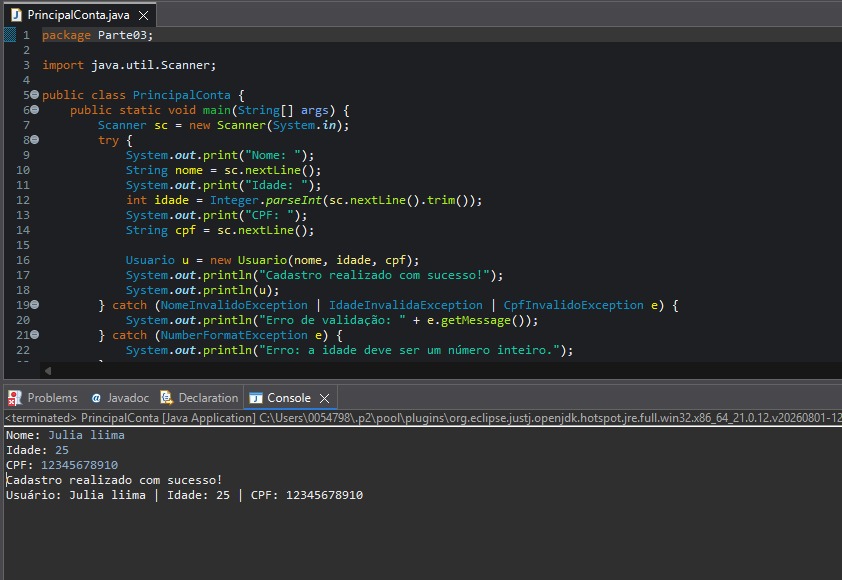 PrincipalConta.java
1 package Parte03;
2
3 import java.util.Scanner;
4
5 public class PrincipalConta {
6 public static void main(String[] args) {
7 Scanner sc = new Scanner(System.in);
8 try {
9 System.out.print("Nome: ");
10 String nome = sc.nextLine();
11 System.out.print("Idade: ");
12 int idade = Integer.parseInt(sc.nextLine().trim());
13 System.out.print("CPF: ");
14 String cpf = sc.nextLine();
15
16 Usuario u = new Usuario(nome, idade, cpf);
17 System.out.println("Cadastro realizado com sucesso!");
18 System.out.println(u);
19 } catch (NomeInvalidoException | IdadeInvalidaException | CpfInvalidoException e) {
20 System.out.println("Erro de validação: " + e.getMessage());
21 } catch (NumberFormatException e) {
22 System.out.println("Erro: a idade deve ser um número inteiro.");
Problems Javadoc Declaration Console
<terminated> PrincipalConta [Java Application] C:\Users\0054798\.p2\pool\plugins\org.eclipse.justj.openjdk.hotspot.jre.full.win32.x86_64_21.0.12.v20260801-12
Nome: Julia liima
Idade: 25
CPF: 12345678910
Cadastro realizado com sucesso!
Usuário: Julia liima | Idade: 25 | CPF: 12345678910